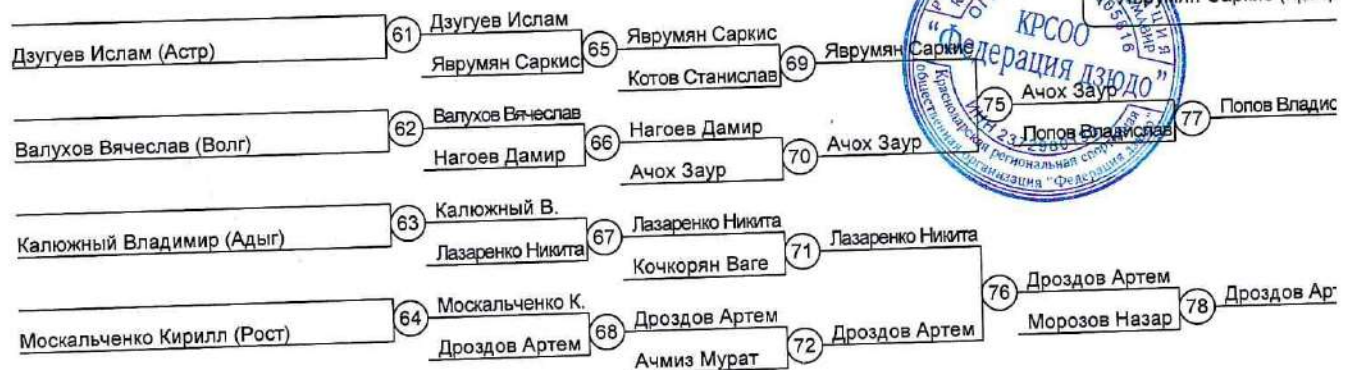 Дзугуев Ислам (Астр)
61
Дзугуев Ислам
Яврумян Саркис
65
Яврумян Саркис
Котов Станислав
69
Яврумян Саркис
КРСОО
"Федерация дзюдо"
75
Ачох Заур
Попов Владислав
77
Попов Владис
Валухов Вячеслав (Волг)
62
Валухов Вячеслав
Нагоев Дамир
66
Нагоев Дамир
Ачох Заур
70
Ачох Заур
Калюжный Владимир (Адыг)
63
Калюжный В.
Лазаренко Никита
67
Лазаренко Никита
Кочкорян Ваге
71
Лазаренко Никита
76
Дроздов Артем
Морозов Назар
78
Дроздов Ар
Москальченко Кирилл (Рост)
64
Москальченко К.
Дроздов Артем
68
Дроздов Артем
Ачмиз Мурат
72
Дроздов Артем